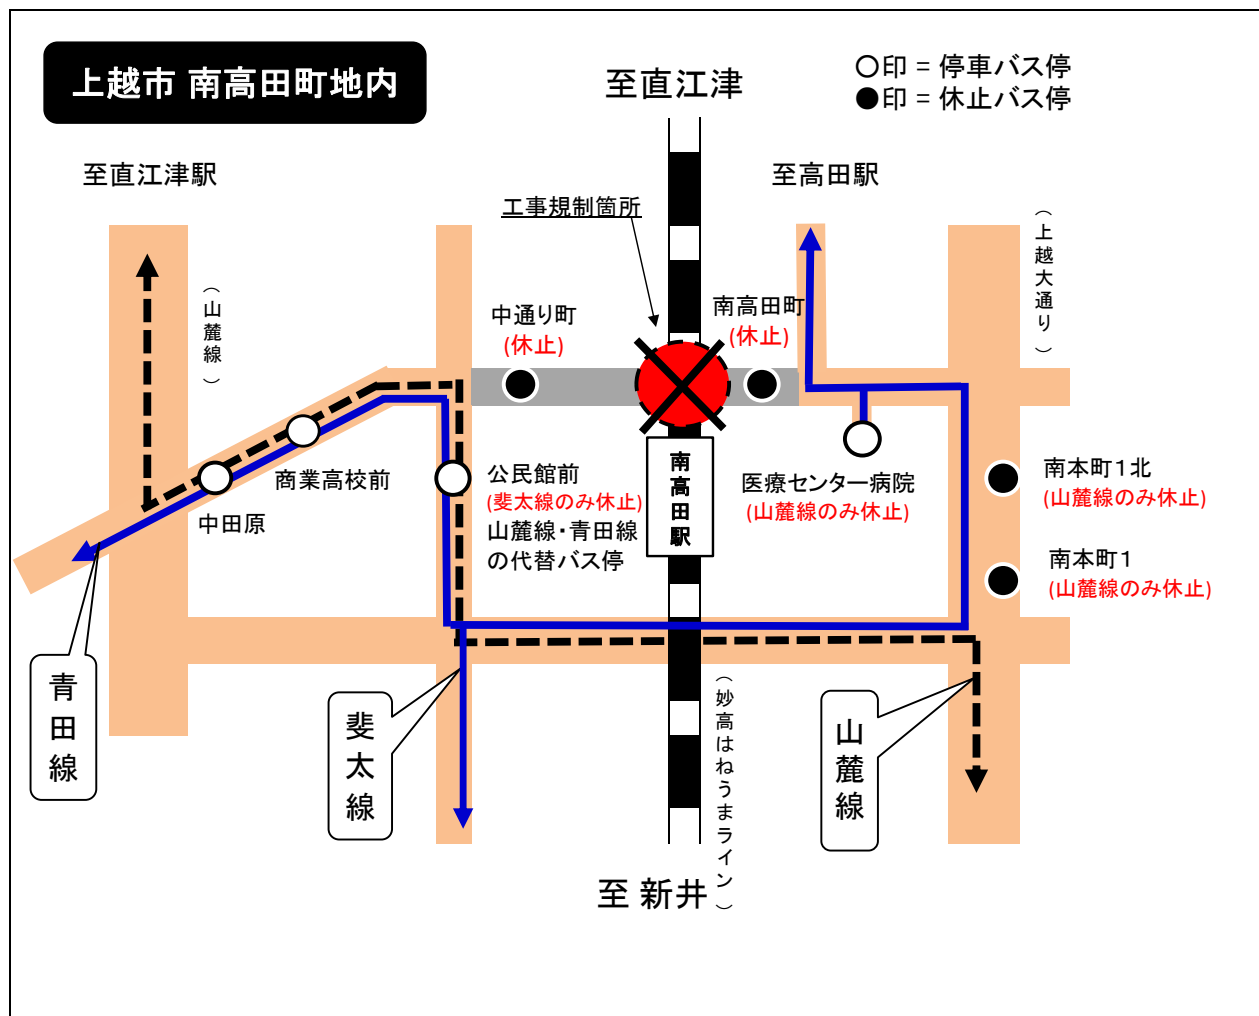 上越市 南高田町地内
至直江津
○印 = 停車バス停
●印 = 休止バス停
至直江津駅
至高田駅
工事規制箇所
(上越大通り)
(山麓線)
中通り町
(休止)
南高田町
(休止)
商業高校前
中田原
公民館前
(斐太線のみ休止)
山麓線・青田線
の代替バス停
南高田駅
医療センター病院
(山麓線のみ休止)
南本町1北
(山麓線のみ休止)
南本町1
(山麓線のみ休止)
青田線
斐太線
(妙高はねうまライン)
山麓線
至 新井